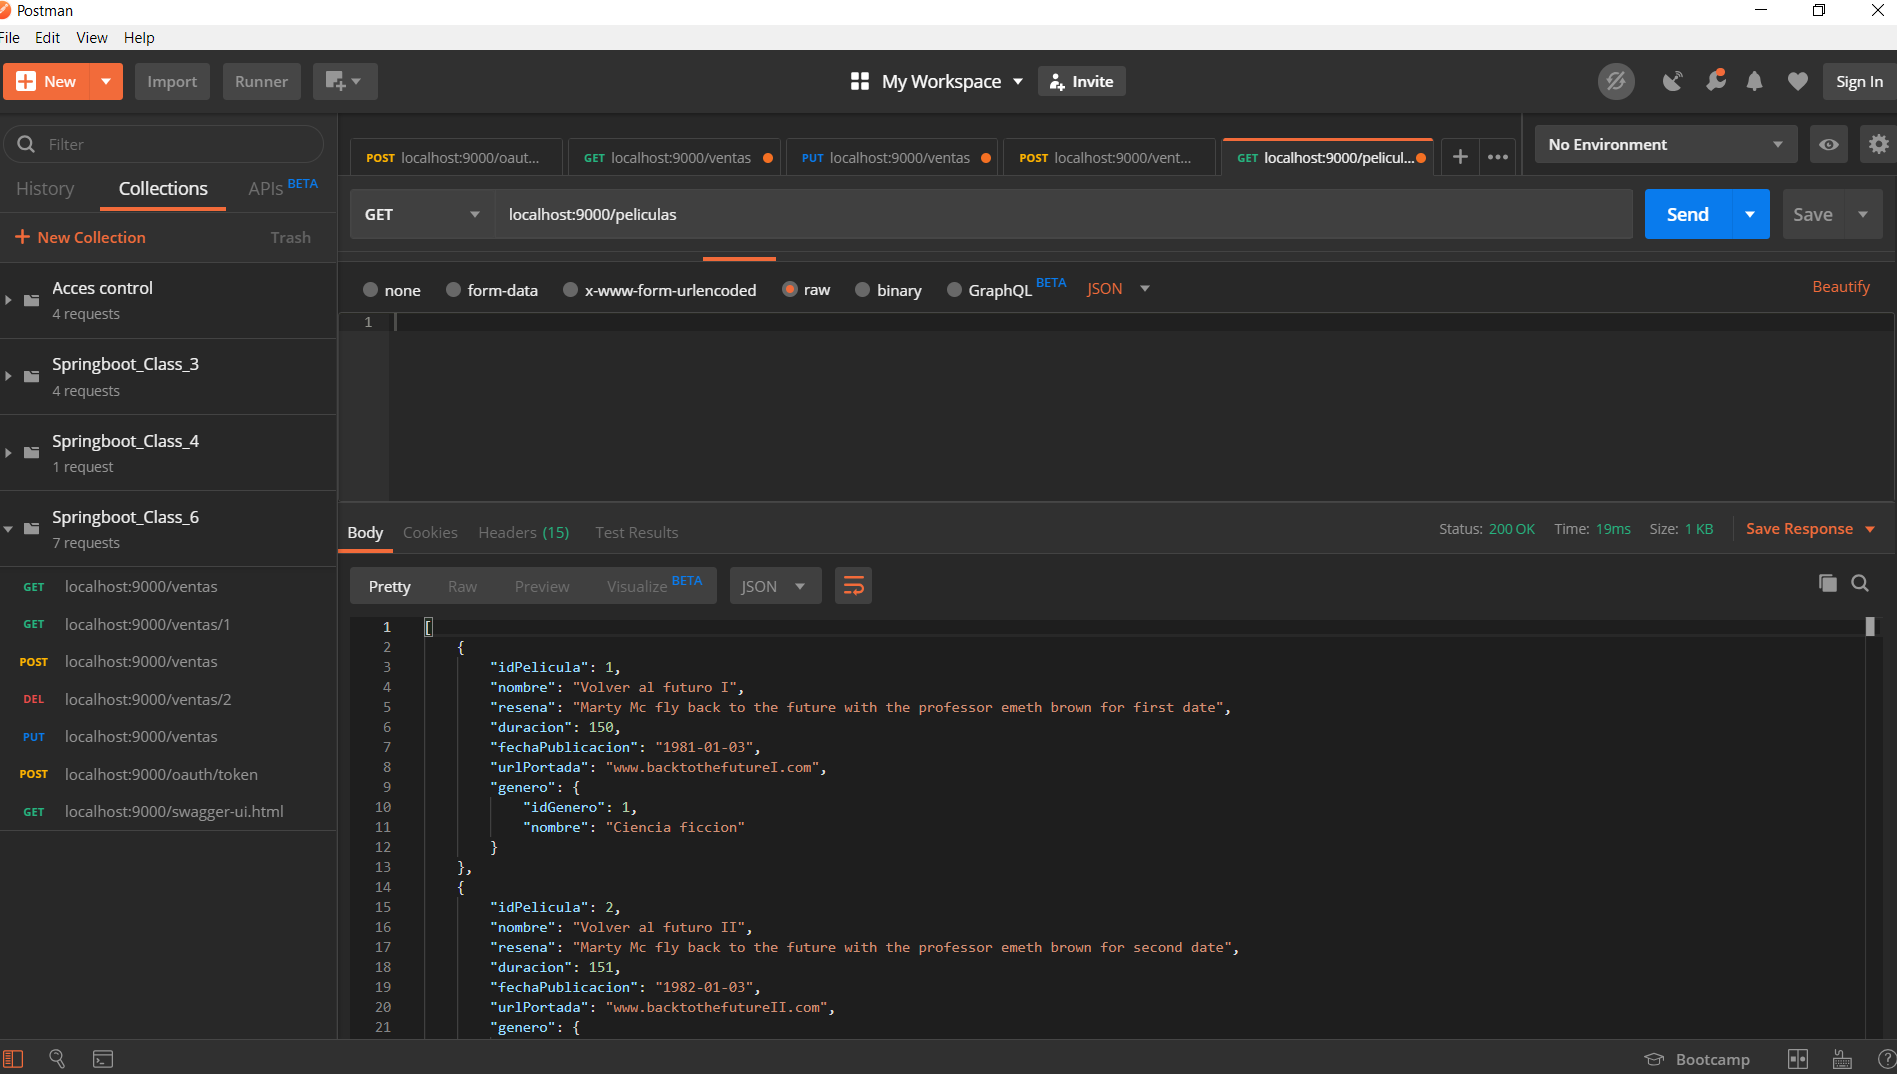 Postman
File Edit View Help
New Import Runner My Workspace Invite Sign In
Filter
History Collections APIs BETA
New Collection Trash
Acces control
4 requests
Springboot_Class_3
4 requests
Springboot_Class_4
1 request
Springboot_Class_6
7 requests
GET localhost:9000/ventas
GET localhost:9000/ventas/1
POST localhost:9000/ventas
DEL localhost:9000/ventas/2
PUT localhost:9000/ventas
POST localhost:9000/oauth/token
GET localhost:9000/swagger-ui.html
POST localhost:9000/oaut... GET localhost:9000/ventas PUT localhost:9000/ventas POST localhost:9000/vent... GET localhost:9000/pelicul... No Environment
GET localhost:9000/peliculas Send Save
none form-data x-www-form-urlencoded raw binary GraphQL BETA JSON Beautify
1
Body Cookies Headers (15) Test Results Status: 200 OK Time: 19ms Size: 1 KB Save Response
Pretty Raw Preview Visualize BETA JSON
1 [
2 {
3 "idPelicula": 1,
4 "nombre": "Volver al futuro I",
5 "resena": "Marty Mc fly back to the future with the professor emeth brown for first date",
6 "duracion": 150,
7 "fechaPublicacion": "1981-01-03",
8 "urlPortada": "www.backtothefutureI.com",
9 "genero": {
10 "idGenero": 1,
11 "nombre": "Ciencia ficcion"
12 }
13 },
14 {
15 "idPelicula": 2,
16 "nombre": "Volver al futuro II",
17 "resena": "Marty Mc fly back to the future with the professor emeth brown for second date",
18 "duracion": 151,
19 "fechaPublicacion": "1982-01-03",
20 "urlPortada": "www.backtothefutureII.com",
21 "genero": {
Bootcamp